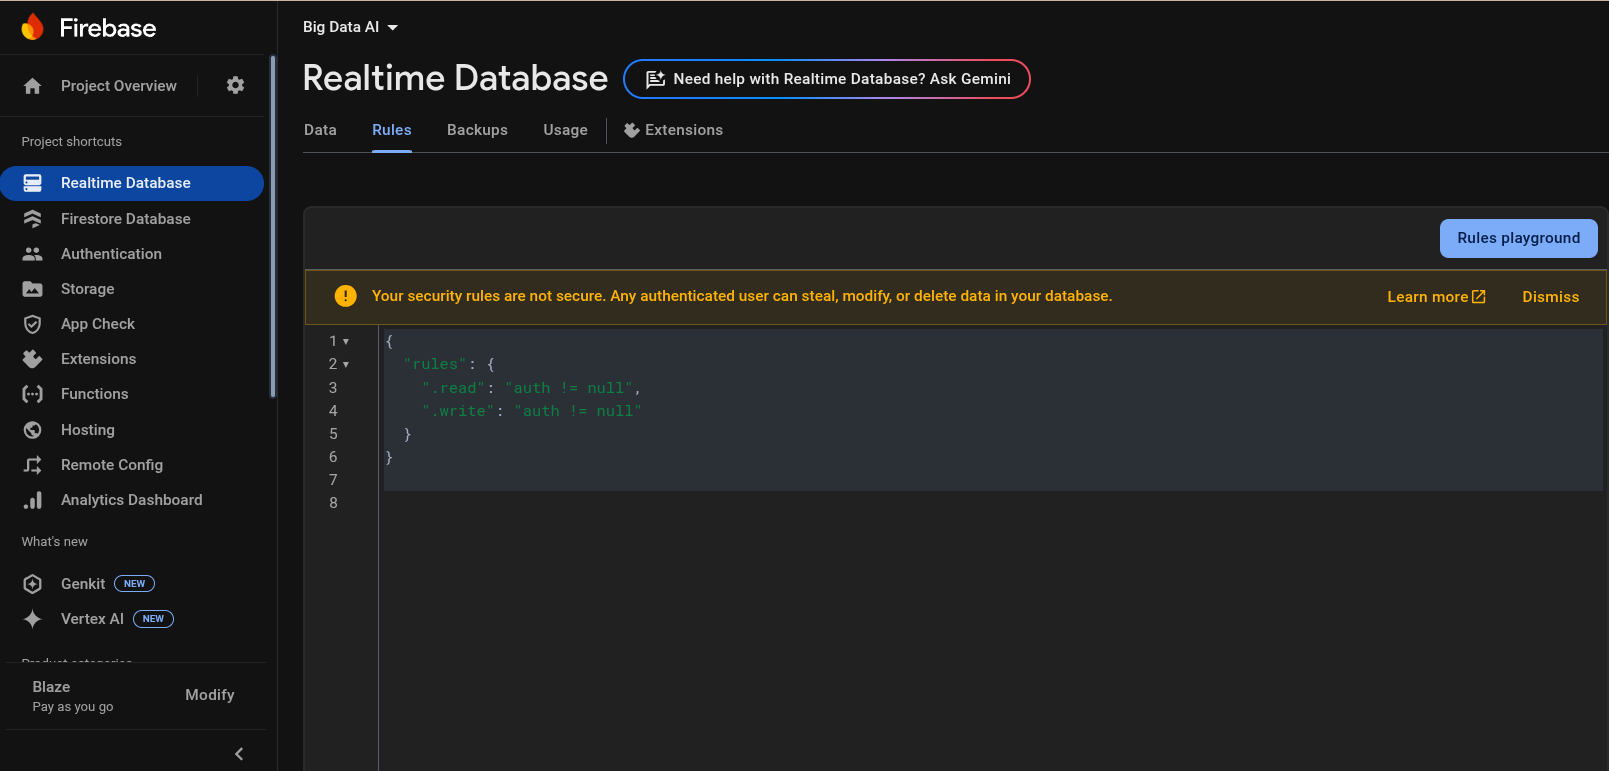 Firebase
Project Overview
Project shortcuts
Realtime Database
Firestore Database
Authentication
Storage
App Check
Extensions
Functions
Hosting
Remote Config
Analytics Dashboard
What's new
Genkit NEW
Vertex AI NEW
Product categories
Blaze
Pay as you go
Modify
Big Data AI
Realtime Database
Need help with Realtime Database? Ask Gemini
Data Rules Backups Usage Extensions
Rules playground
Your security rules are not secure. Any authenticated user can steal, modify, or delete data in your database. Learn more Dismiss
1 {
2 "rules": {
3 ".read": "auth != null",
4 ".write": "auth != null"
5 }
6 }
7
8